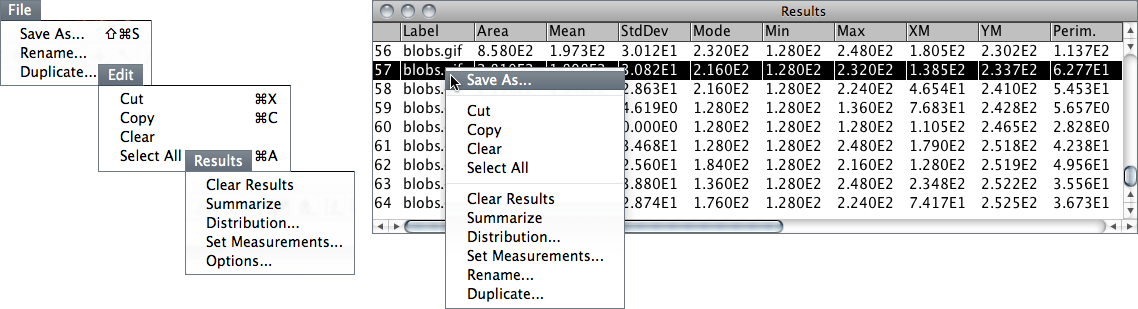 File
Save As... ⇧⌘S
Rename...
Duplicate...
Edit
Cut ⌘X
Copy ⌘C
Clear
Select All ⌘A
Results
Clear Results
Summarize
Distribution...
Set Measurements...
Options...
Results
Label Area Mean StdDev Mode Min Max XM YM Perim.
56 blobs.gif 8.580E2 1.973E2 3.012E1 2.320E2 1.280E2 2.480E2 1.805E2 2.302E2 1.137E2
57 blobs.gif 3.082E1 2.160E2 1.280E2 2.320E2 1.385E2 2.337E2 6.277E1
58 blobs. 2.863E1 2.160E2 1.280E2 2.240E2 4.654E1 2.410E2 5.453E1
59 blobs. 4.619E0 1.280E2 1.280E2 1.360E2 7.683E1 2.428E2 5.657E0
60 blobs. 0.000E0 1.280E2 1.280E2 1.280E2 1.105E2 2.465E2 2.828E0
61 blobs. 3.468E1 1.280E2 1.280E2 2.480E2 1.790E2 2.518E2 4.238E1
62 blobs. 2.560E1 1.840E2 1.280E2 2.160E2 1.280E2 2.519E2 4.956E1
63 blobs. 3.880E1 1.360E2 1.280E2 2.480E2 2.348E2 2.522E2 3.556E1
64 blobs. 2.874E1 1.760E2 1.280E2 2.240E2 7.417E1 2.525E2 3.673E1
Save As...
Cut
Copy
Clear
Select All
Clear Results
Summarize
Distribution...
Set Measurements...
Rename...
Duplicate...